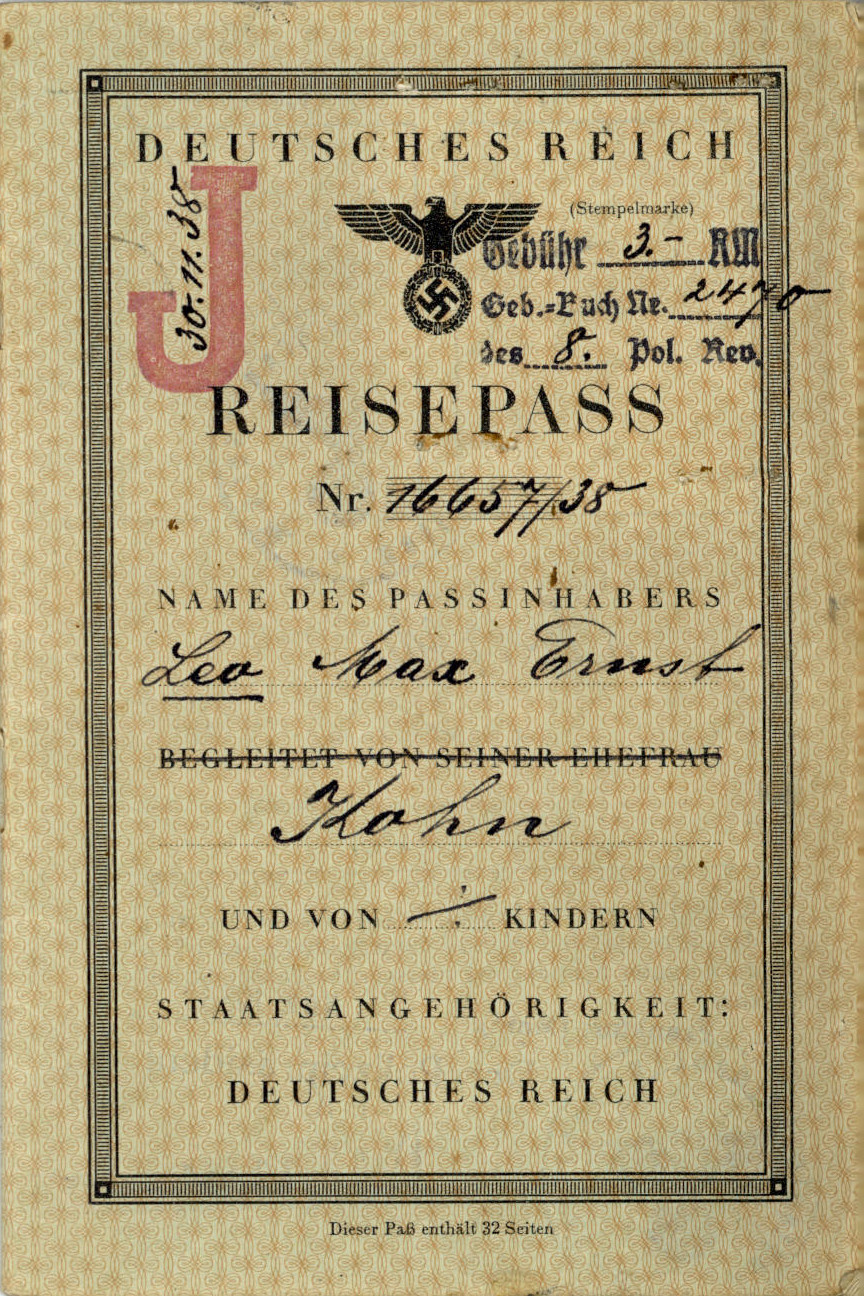 DEUTSCHES REICH
J
30.11.38
(Stempelmarke)
Gebühr 3.- RM
Geb.=Buch Nr. 2470
des 8. Pol. Rev.
REISEPASS
Nr. 16657/38
NAME DES PASSINHABERS
Leo Max Ernst
BEGLEITET VON SEINER EHEFRAU
Kohn
UND VON ./. KINDERN
STAATSANGEHÖRIGKEIT:
DEUTSCHES REICH
Dieser Paß enthält 32 Seiten